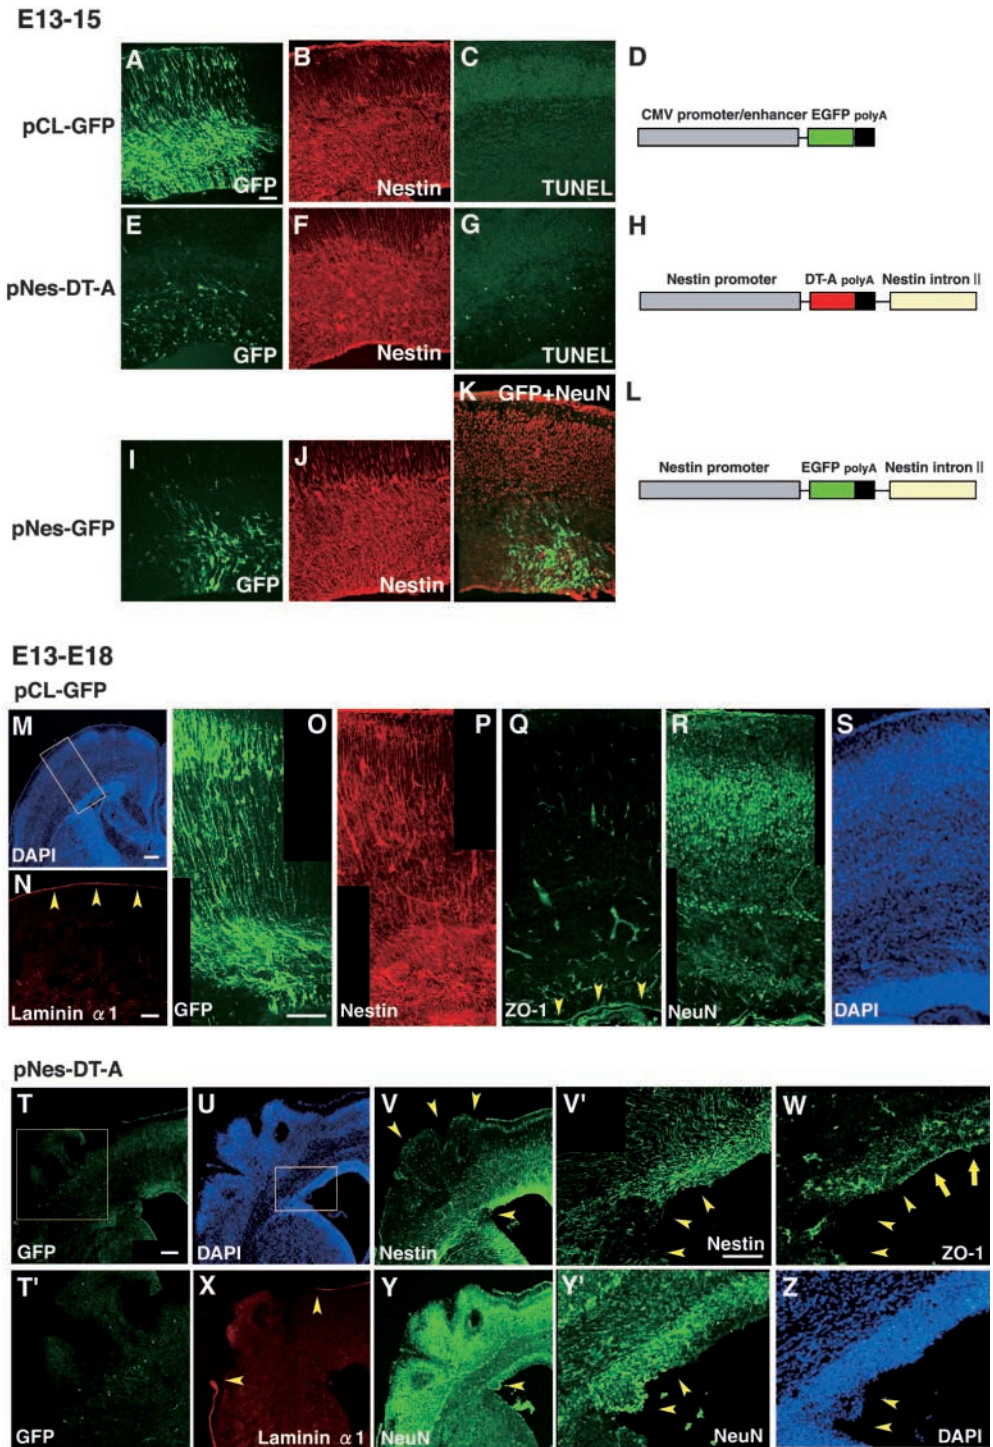 E13-15
pCL-GFP
A
GFP
B
Nestin
C
TUNEL
D
CMV promoter/enhancer EGFP polyA
pNes-DT-A
E
GFP
F
Nestin
G
TUNEL
H
Nestin promoter DT-A polyA Nestin intron II
pNes-GFP
I
GFP
J
Nestin
K GFP+NeuN
L
Nestin promoter EGFP polyA Nestin intron II
E13-E18
pCL-GFP
M
DAPI
N
Laminin α1
O
GFP
P
Nestin
Q
ZO-1
R
NeuN
S
DAPI
pNes-DT-A
T
GFP
U
DAPI
V
Nestin
V'
Nestin
W
ZO-1
T'
GFP
X
Laminin α1
Y
NeuN
Y'
NeuN
Z
DAPI